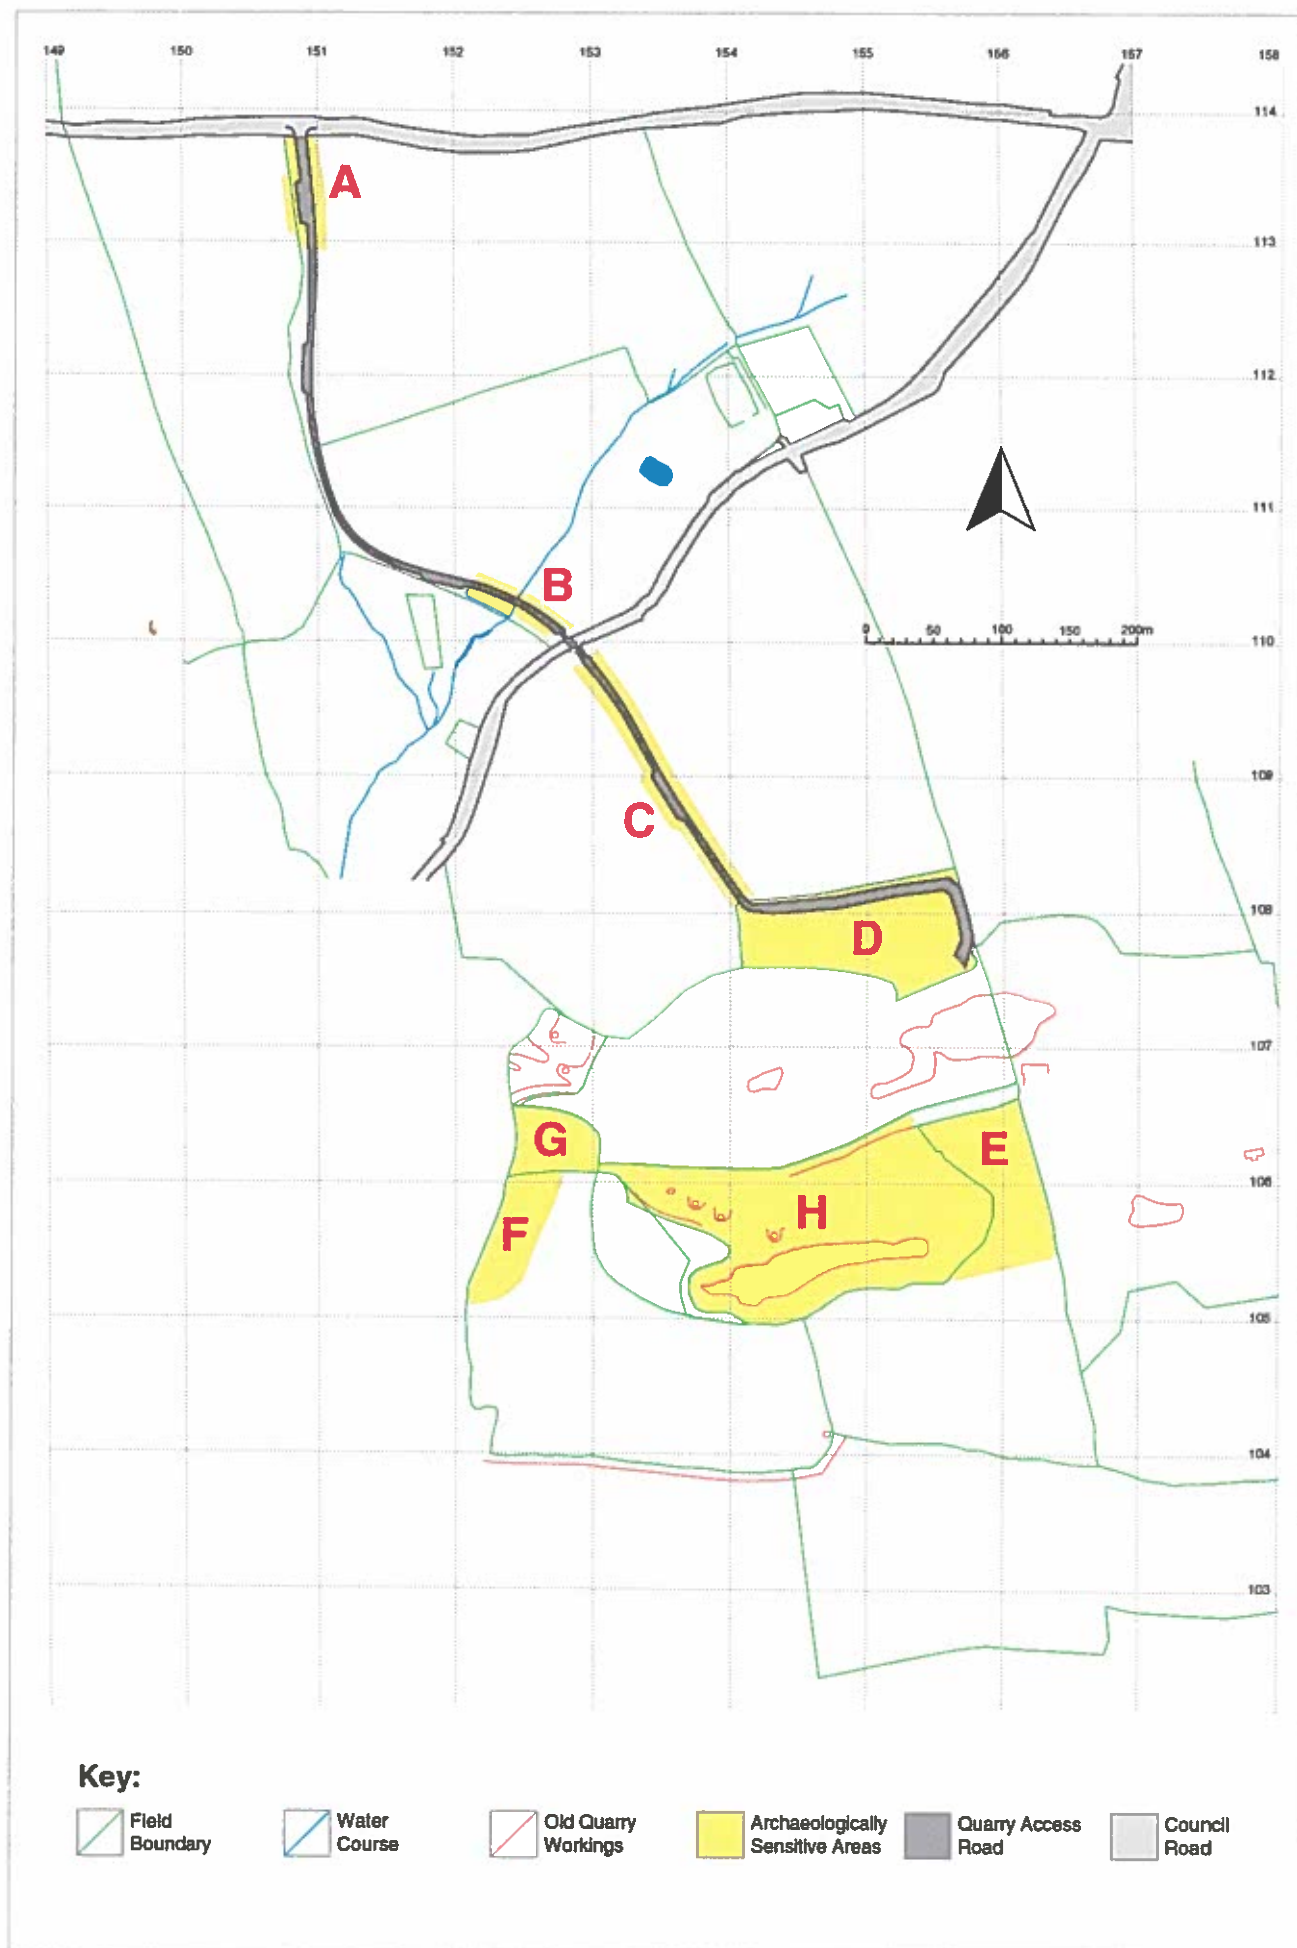 149 150 151 152 153 154 155 156 157 158
114
A
113
112
111
B
0 50 100 150 200m
110
109
C
108
D
107
G
E
106
H
F
105
104
103
Key:
Field
Boundary
Water
Course
Old Quarry
Workings
Archaeologically
Sensitive Areas
Quarry Access
Road
Council
Road